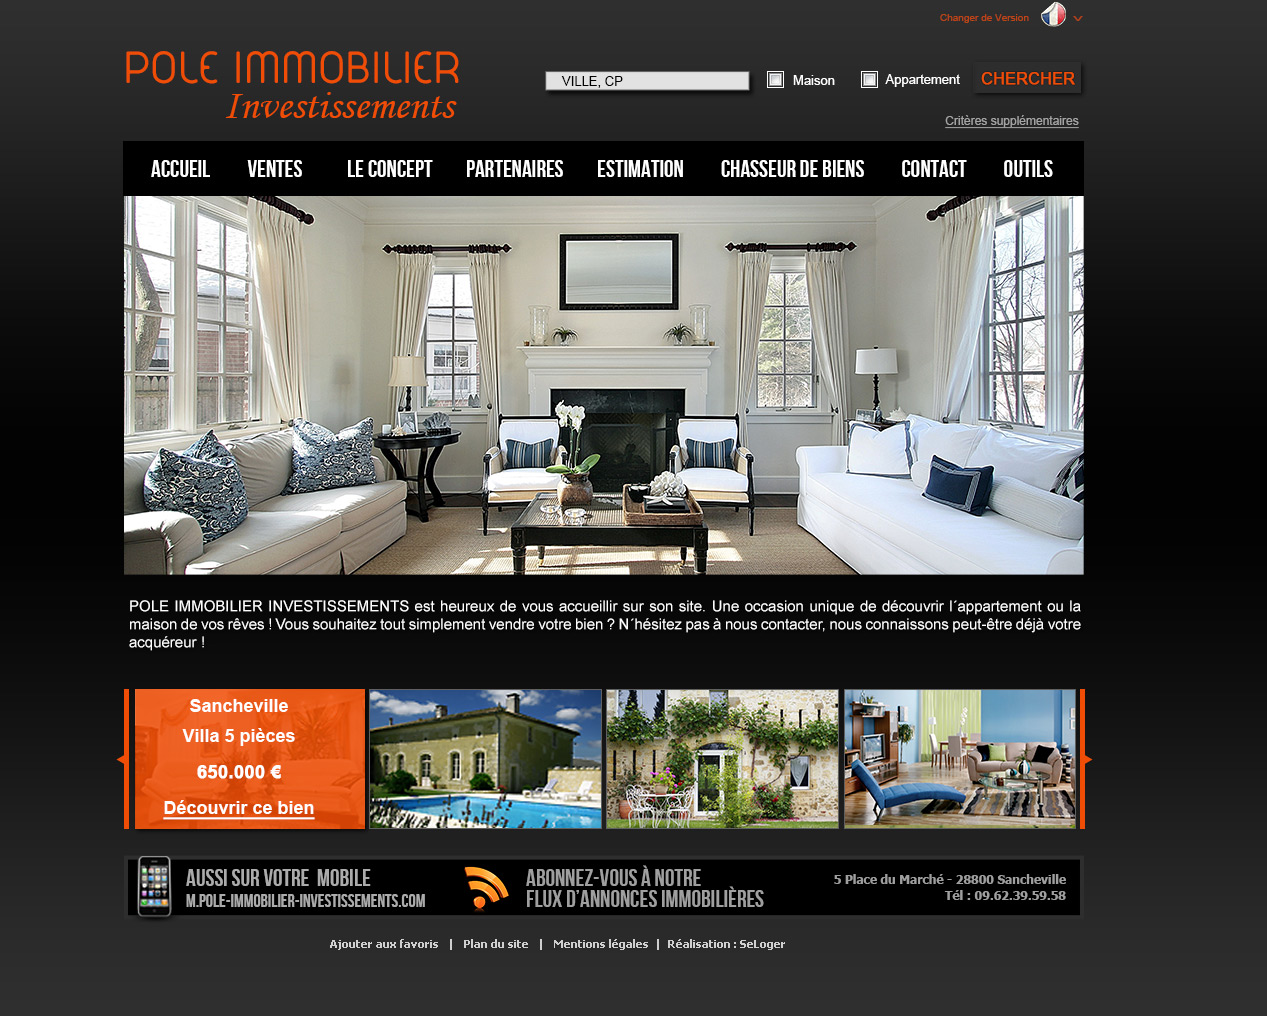 Changer de Version
POLE IMMOBILIER
Investissements
VILLE, CP
Maison
Appartement
CHERCHER
Critères supplémentaires
ACCUEIL VENTES LE CONCEPT PARTENAIRES ESTIMATION CHASSEUR DE BIENS CONTACT OUTILS
POLE IMMOBILIER INVESTISSEMENTS est heureux de vous accueillir sur son site. Une occasion unique de découvrir l´appartement ou la
maison de vos rêves ! Vous souhaitez tout simplement vendre votre bien ? N´hésitez pas à nous contacter, nous connaissons peut-être déjà votre
acquéreur !
Sancheville
Villa 5 pièces
650.000 €
Découvrir ce bien
AUSSI SUR VOTRE MOBILE
M.POLE-IMMOBILIER-INVESTISSEMENTS.COM
ABONNEZ-VOUS À NOTRE
FLUX D'ANNONCES IMMOBILIÈRES
5 Place du Marché - 28800 Sancheville
Tél : 09.62.39.59.58
Ajouter aux favoris | Plan du site | Mentions légales | Réalisation : SeLoger